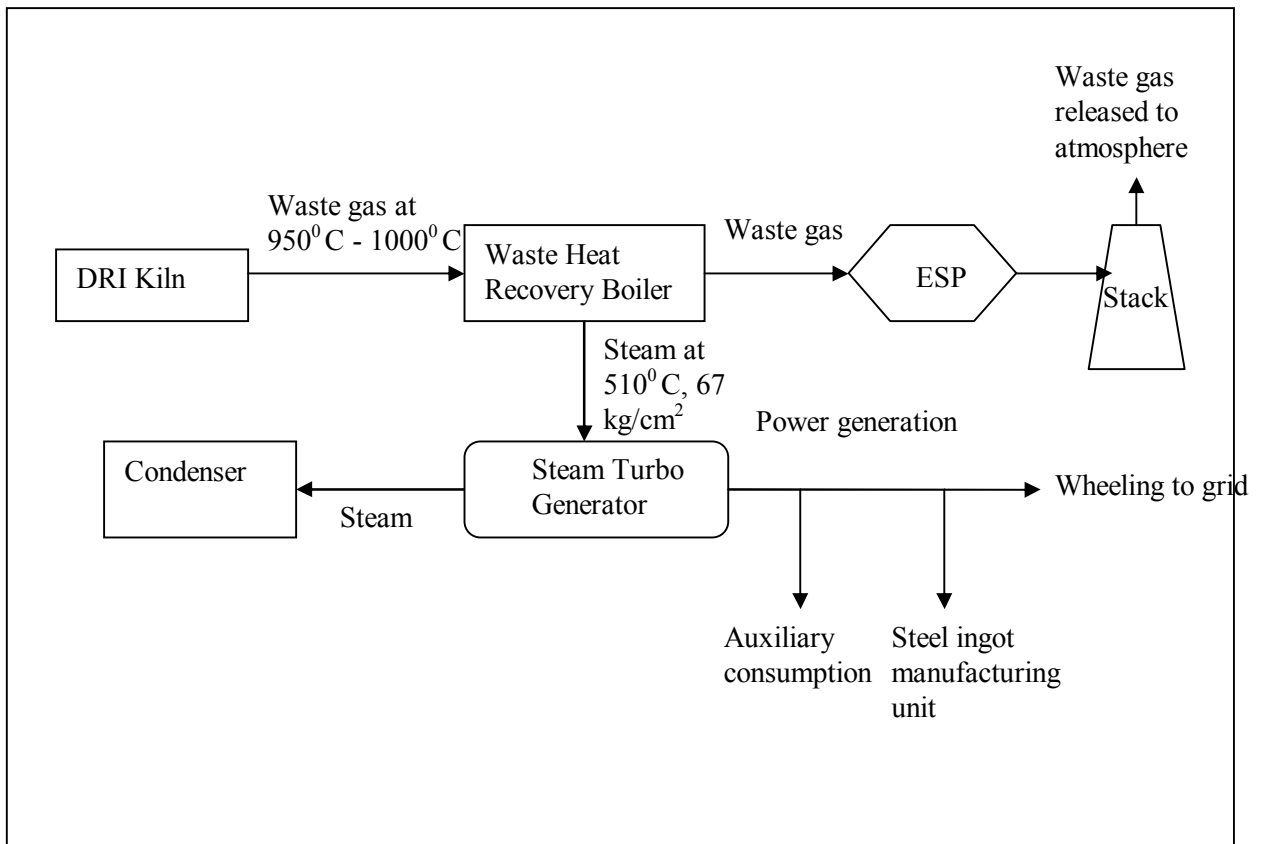 Waste gas
released to
atmosphere
Waste gas at
950⁰ C - 1000⁰ C
DRI Kiln
Waste Heat
Recovery Boiler
Waste gas
ESP
Stack
Steam at
510⁰ C, 67
kg/cm²
Power generation
Condenser
Steam
Steam Turbo
Generator
Wheeling to grid
Auxiliary
consumption
Steel ingot
manufacturing
unit